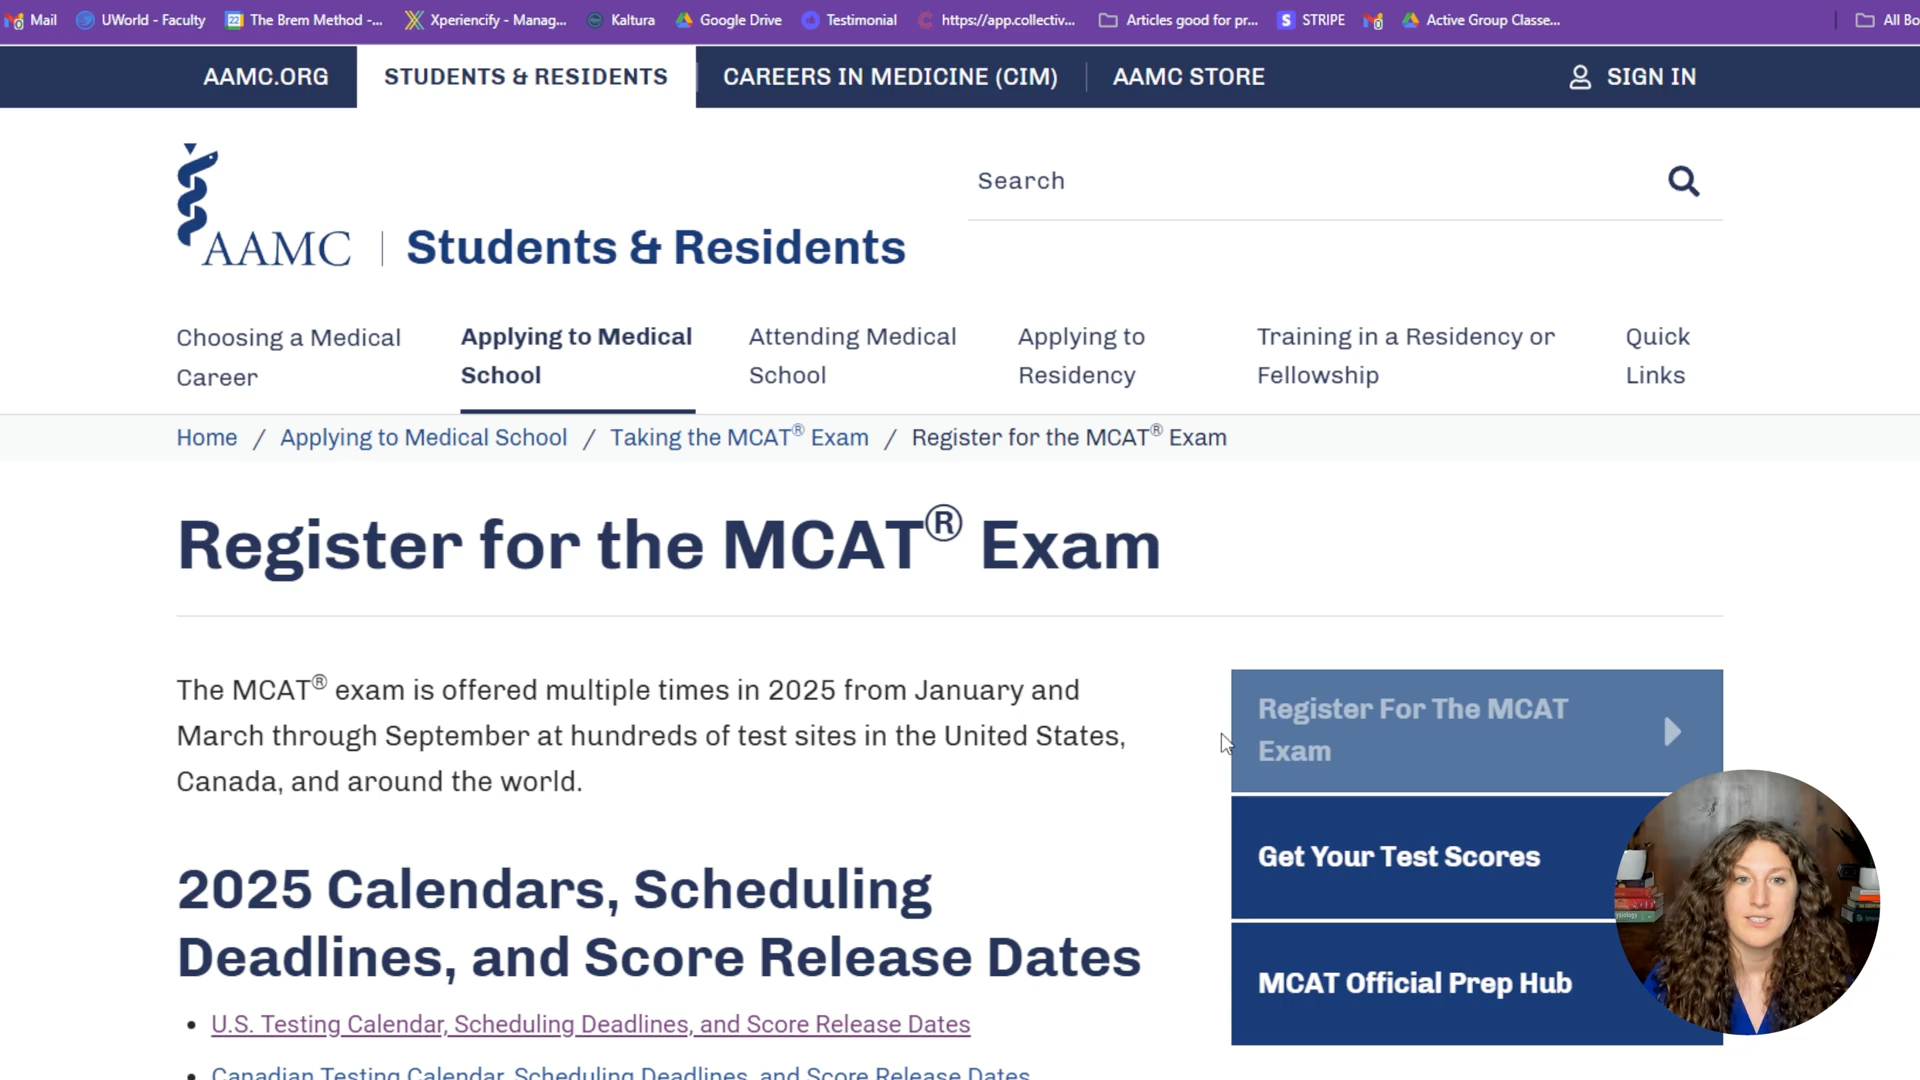 Mail UWorld - Faculty The Brem Method -... Xperiencify - Manag... Kaltura Google Drive Testimonial https://app.collectiv... Articles good for pr... STRIPE Active Group Classe... All Bo
AAMC.ORG STUDENTS & RESIDENTS CAREERS IN MEDICINE (CIM) AAMC STORE SIGN IN
Search
AAMC | Students & Residents
Choosing a Medical Career
Applying to Medical School
Attending Medical School
Applying to Residency
Training in a Residency or Fellowship
Quick Links
Home / Applying to Medical School / Taking the MCAT® Exam / Register for the MCAT® Exam
Register for the MCAT® Exam
The MCAT® exam is offered multiple times in 2025 from January and
March through September at hundreds of test sites in the United States,
Canada, and around the world.
2025 Calendars, Scheduling
Deadlines, and Score Release Dates
• U.S. Testing Calendar, Scheduling Deadlines, and Score Release Dates
• Canadian Testing Calendar, Scheduling Deadlines, and Score Release Dates
Register For The MCAT
Exam
Get Your Test Scores
MCAT Official Prep Hub